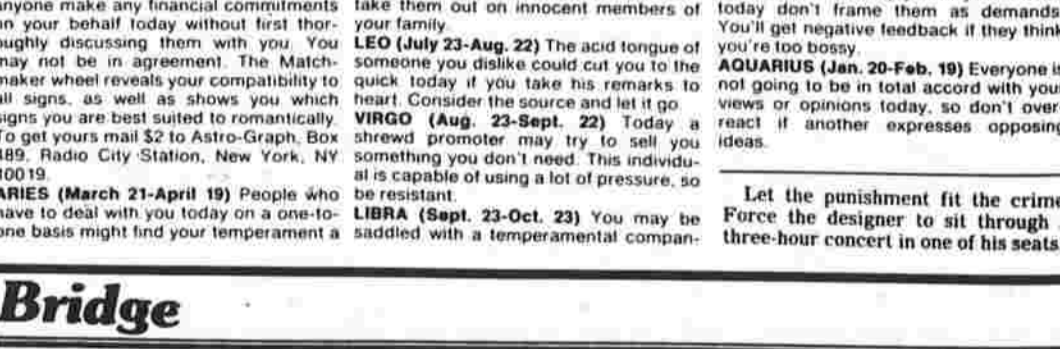 anyone make any financial commitments
on your behalf today without first thor-
oughly discussing them with you. You
may not be in agreement. The Match-
maker wheel reveals your compatibility to
all signs, as well as shows you which
signs you are best suited to romantically.
To get yours mail $2 to Astro-Graph, Box
489, Radio City Station, New York, NY
10019.
ARIES (March 21-April 19) People who
have to deal with you today on a one-to-
one basis might find your temperament a
take them out on innocent members of
your family.
LEO (July 23-Aug. 22) The acid tongue of
someone you dislike could cut you to the
quick today if you take his remarks to
heart. Consider the source and let it go.
VIRGO (Aug. 23-Sept. 22) Today a
shrewd promoter may try to sell you
something you don't need. This individu-
al is capable of using a lot of pressure, so
be resistant.
LIBRA (Sept. 23-Oct. 23) You may be
saddled with a temperamental compan-
today don't frame them as demands.
You'll get negative feedback if they think
you're too bossy.
AQUARIUS (Jan. 20-Feb. 19) Everyone is
not going to be in total accord with your
views or opinions today, so don't over
react if another expresses opposing
ideas.
Let the punishment fit the crime
Force the designer to sit through
three-hour concert in one of his seats
Bridge